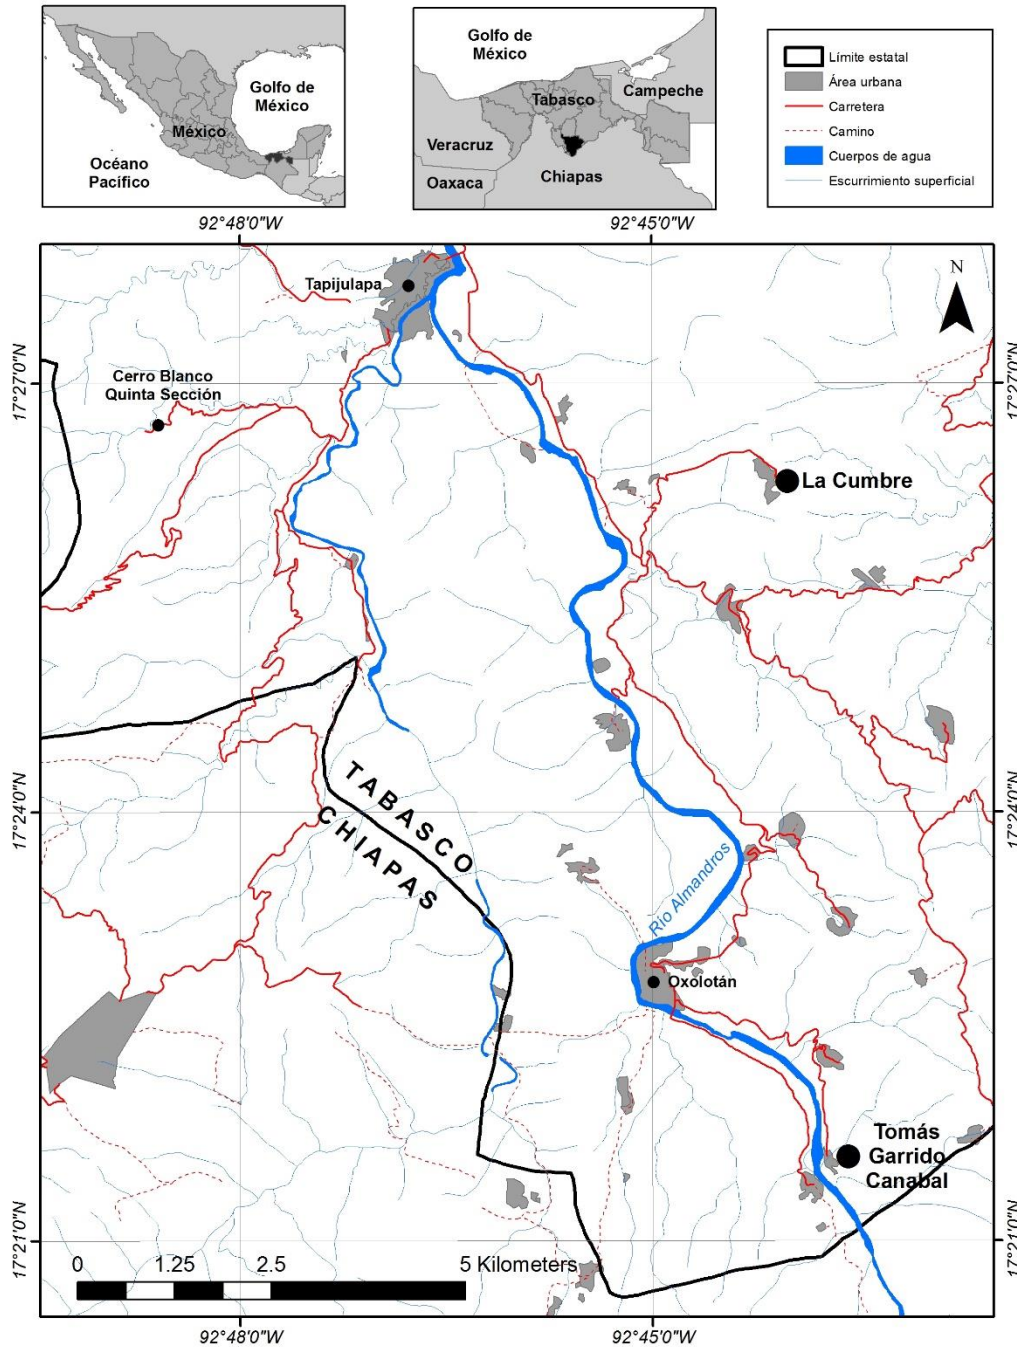 Golfo de
México
México
Océano
Pacifico
Golfo de
México
Tabasco
Campeche
Veracruz
Oaxaca
Chiapas
Límite estatal
Área urbana
Carretera
Camino
Cuerpos de agua
Escurrimiento superficial
92°48'0"W
92°45'0"W
Tapijulapa
N
17°27'0"N
17°27'0"N
Cerro Blanco
Quinta Sección
La Cumbre
TABASCO
CHIAPAS
17°24'0"N
17°24'0"N
Río Almandros
Oxolotán
Tomás
Garrido
Canabal
17°21'0"N
17°21'0"N
0 1.25 2.5 5 Kilometers
92°48'0"W
92°45'0"W